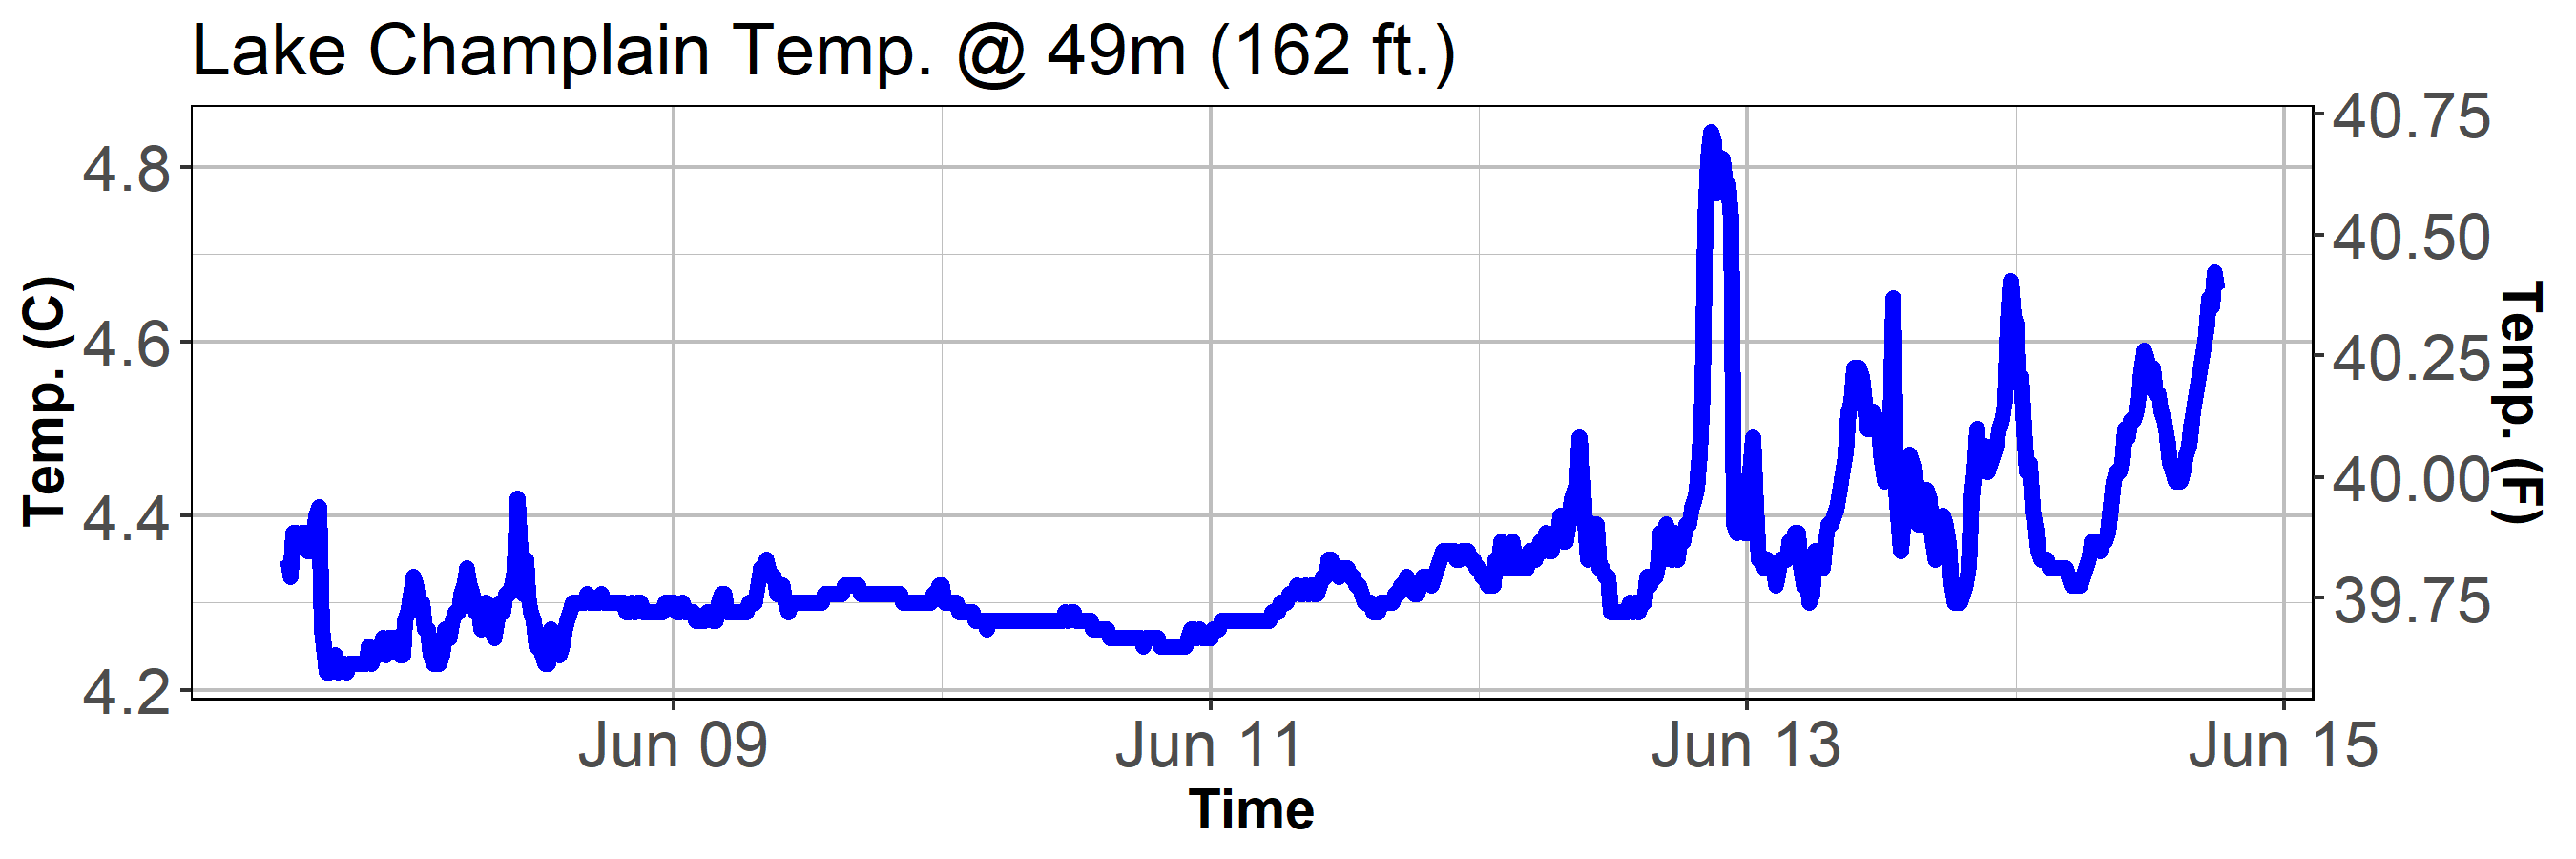 Lake Champlain Temp. @ 49m (162 ft.)
Temp. (C)
4.8
4.6
4.4
4.2
40.75
40.50
40.25
40.00
39.75
Temp. (F)
Jun 09 Jun 11 Jun 13 Jun 15
Time